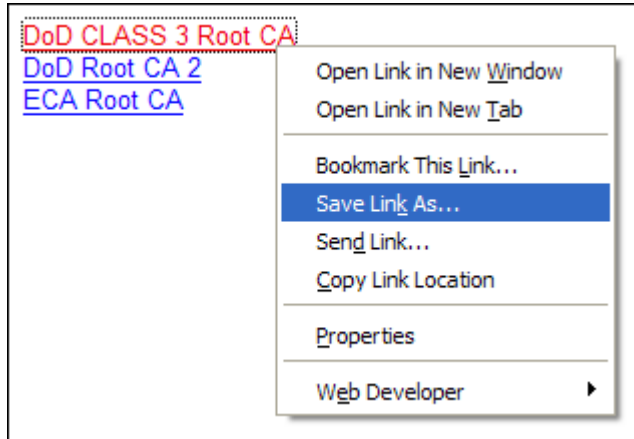 DoD CLASS 3 Root CA
DoD Root CA 2
ECA Root CA
Open Link in New Window
Open Link in New Tab
Bookmark This Link...
Save Link As...
Send Link...
Copy Link Location
Properties
Web Developer